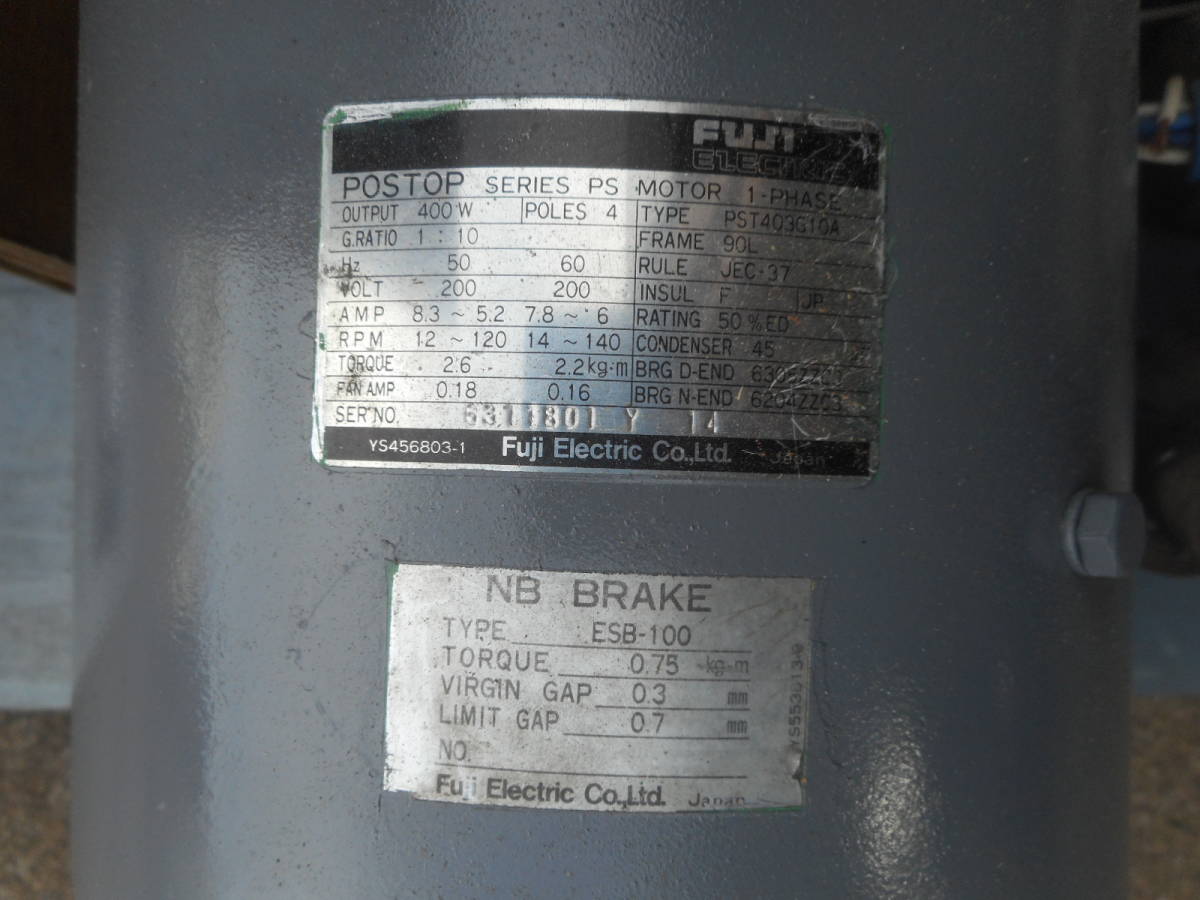 FUJI
ELECTRIC
POSTOP SERIES PS MOTOR 1-PHASE
OUTPUT 400 W POLES 4 TYPE PST403G10A
G.RATIO 1 : 10 FRAME 90L
Hz 50 60 RULE JEC-37
VOLT 200 200 INSUL F JP
AMP 8.3 ~ 5.2 7.8 ~ 6 RATING 50 %ED
RPM 12 ~ 120 14 ~ 140 CONDENSER 45
TORQUE 2.6 2.2 kg-m BRG D-END
FAN AMP 0.18 0.16 BRG N-END 6204ZZC3
SER'NO. 6311801 Y 14
YS456803-1 Fuji Electric Co.,Ltd. Japan
NB BRAKE
TYPE ESB-100
TORQUE 0.75 kg-m
VIRGIN GAP 0.3 mm
LIMIT GAP 0.7 mm
NO.
Fuji Electric Co.,Ltd. Japan